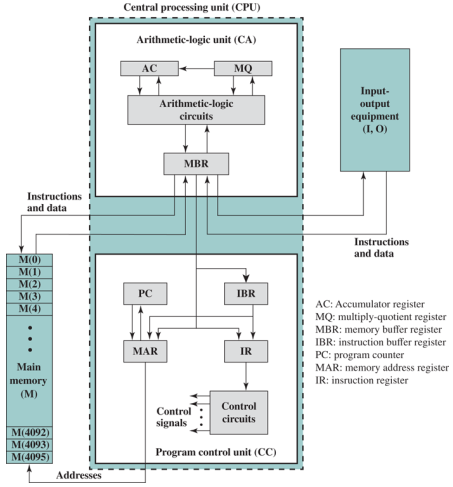 Central processing unit (CPU)
Arithmetic-logic unit (CA)
AC
MQ
Arithmetic-logic
circuits
MBR
Input-
output
equipment
(I, O)
Instructions
and data
Instructions
and data
M(0)
M(1)
M(2)
M(3)
M(4)
Main
memory
(M)
M(4092)
M(4093)
M(4095)
PC
IBR
MAR
IR
Control
signals
Control
circuits
Program control unit (CC)
Addresses
AC: Accumulator register
MQ: multiply-quotient register
MBR: memory buffer register
IBR: instruction buffer register
PC: program counter
MAR: memory address register
IR: insruction register